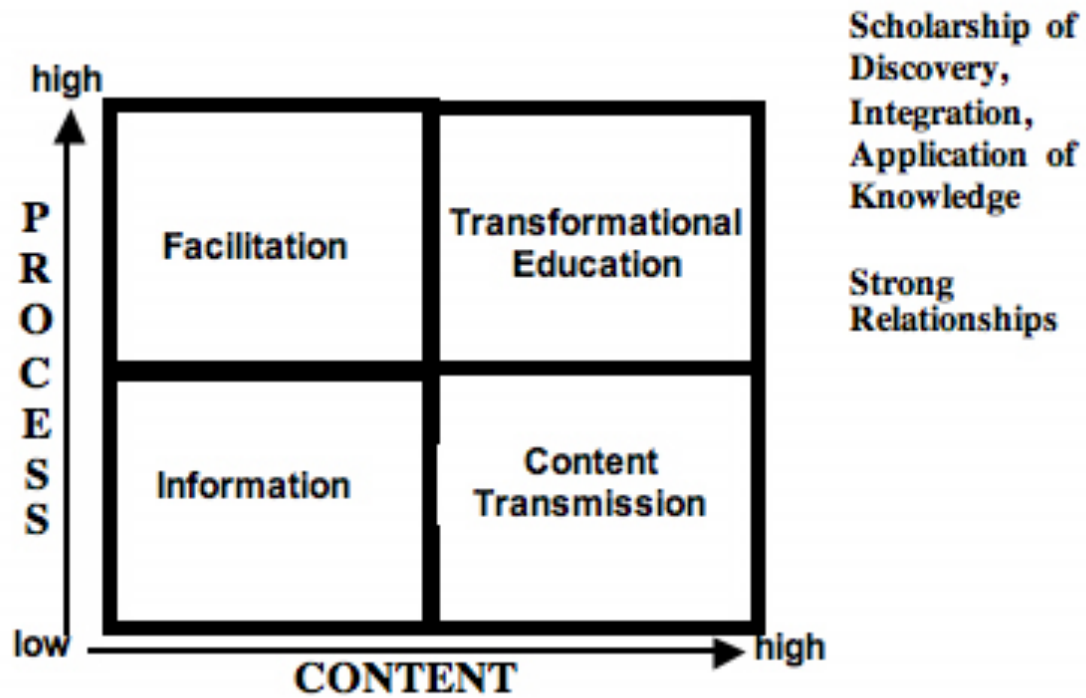 high
PROCESS
Facilitation
Transformational
Education
Information
Content
Transmission
low
high
CONTENT
Scholarship of
Discovery,
Integration,
Application of
Knowledge
Strong
Relationships